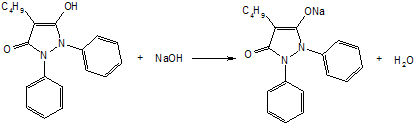 C₄H₉ OH
O N N
+ NaOH
C₄H₉ ONa
O N N
+ H₂O